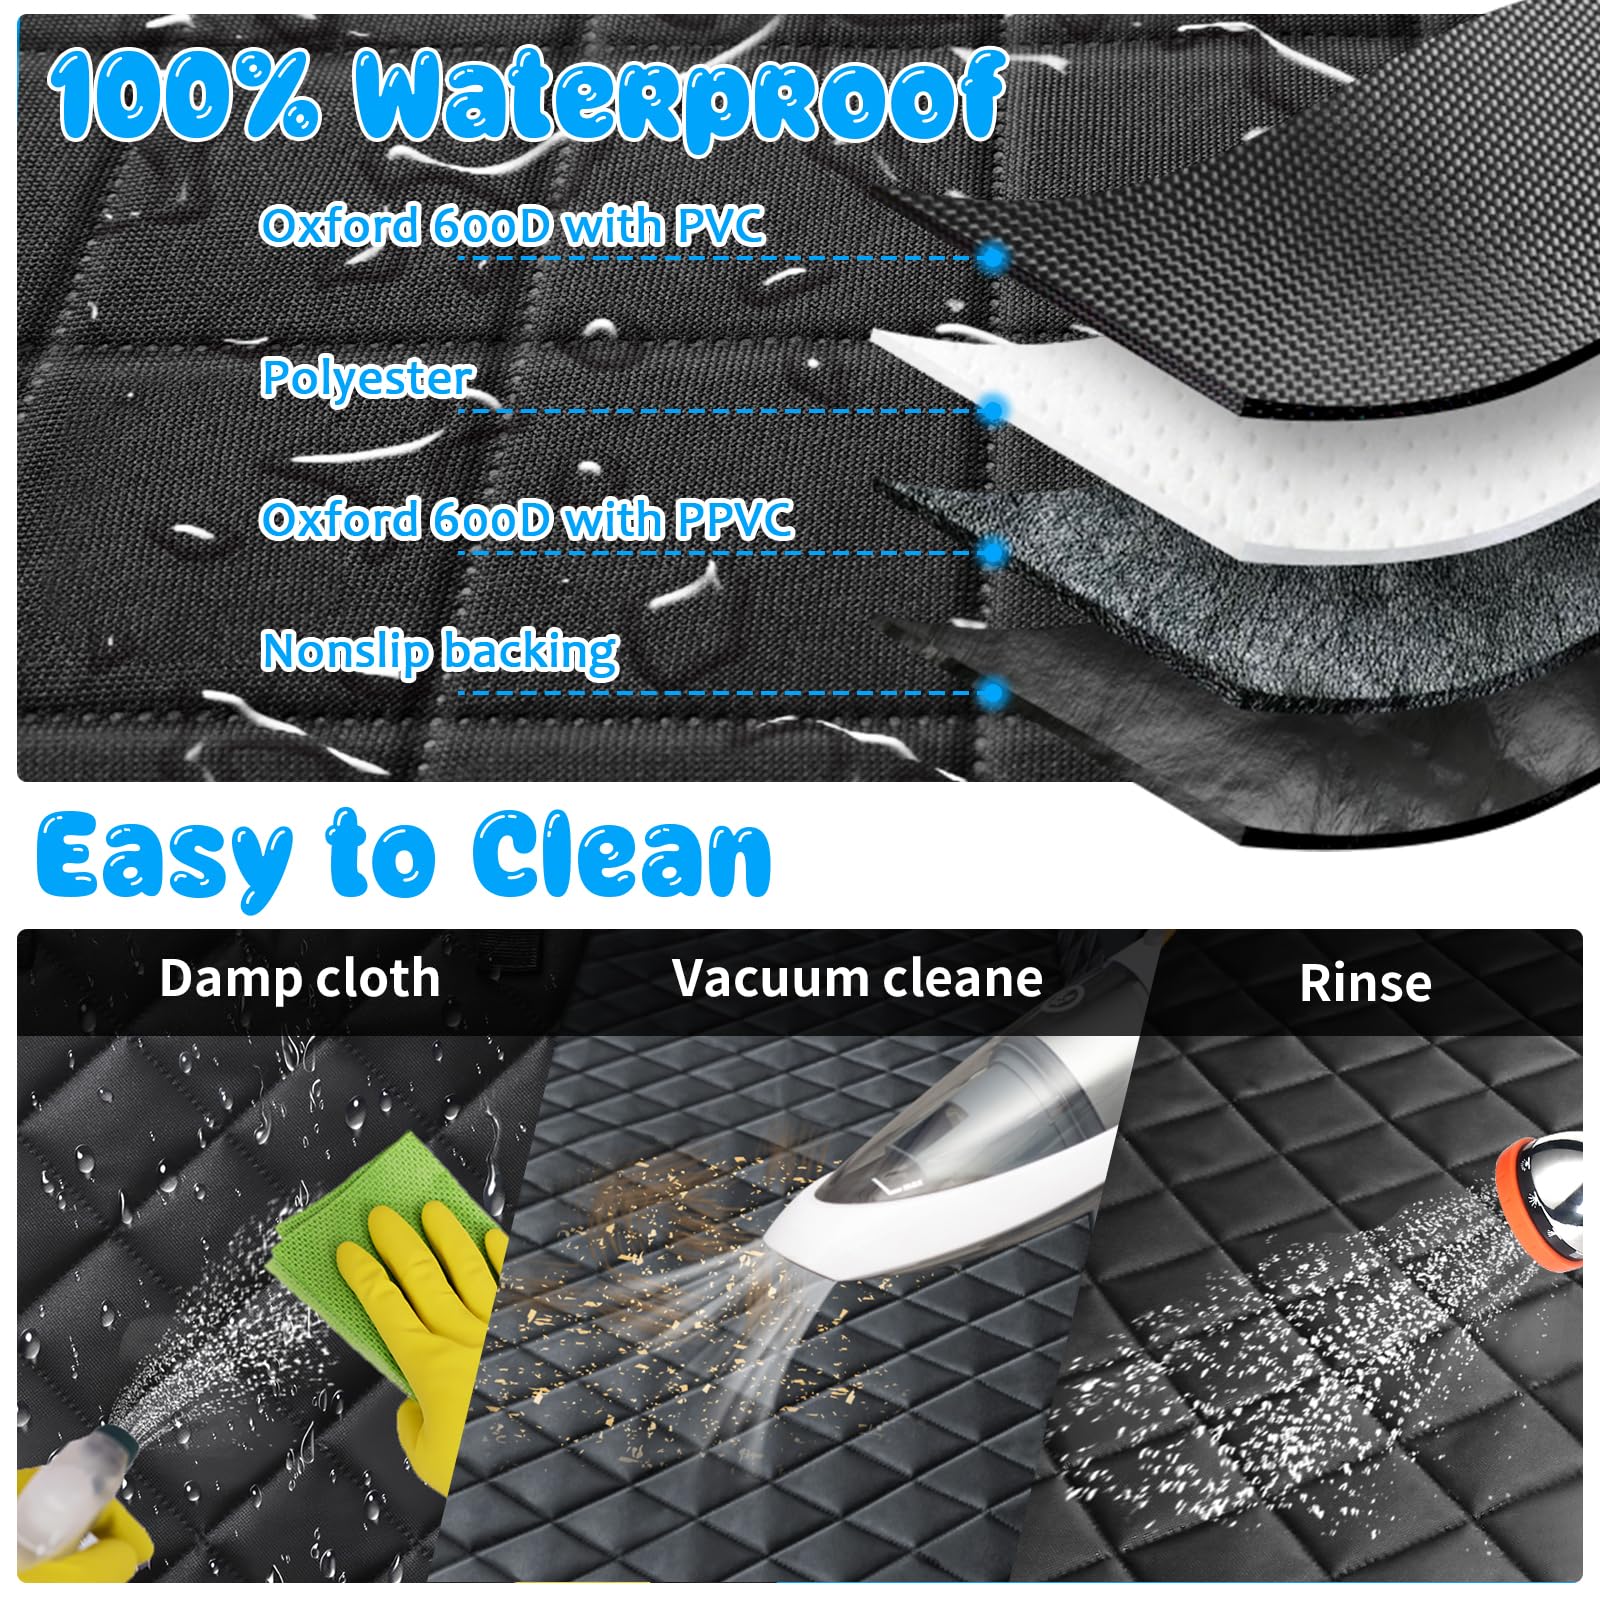 100% Waterproof
Oxford 600D with PVC
Polyester
Oxford 600D with PPVC
Nonslip backing
Easy to Clean
Damp cloth
Vacuum cleane
Rinse